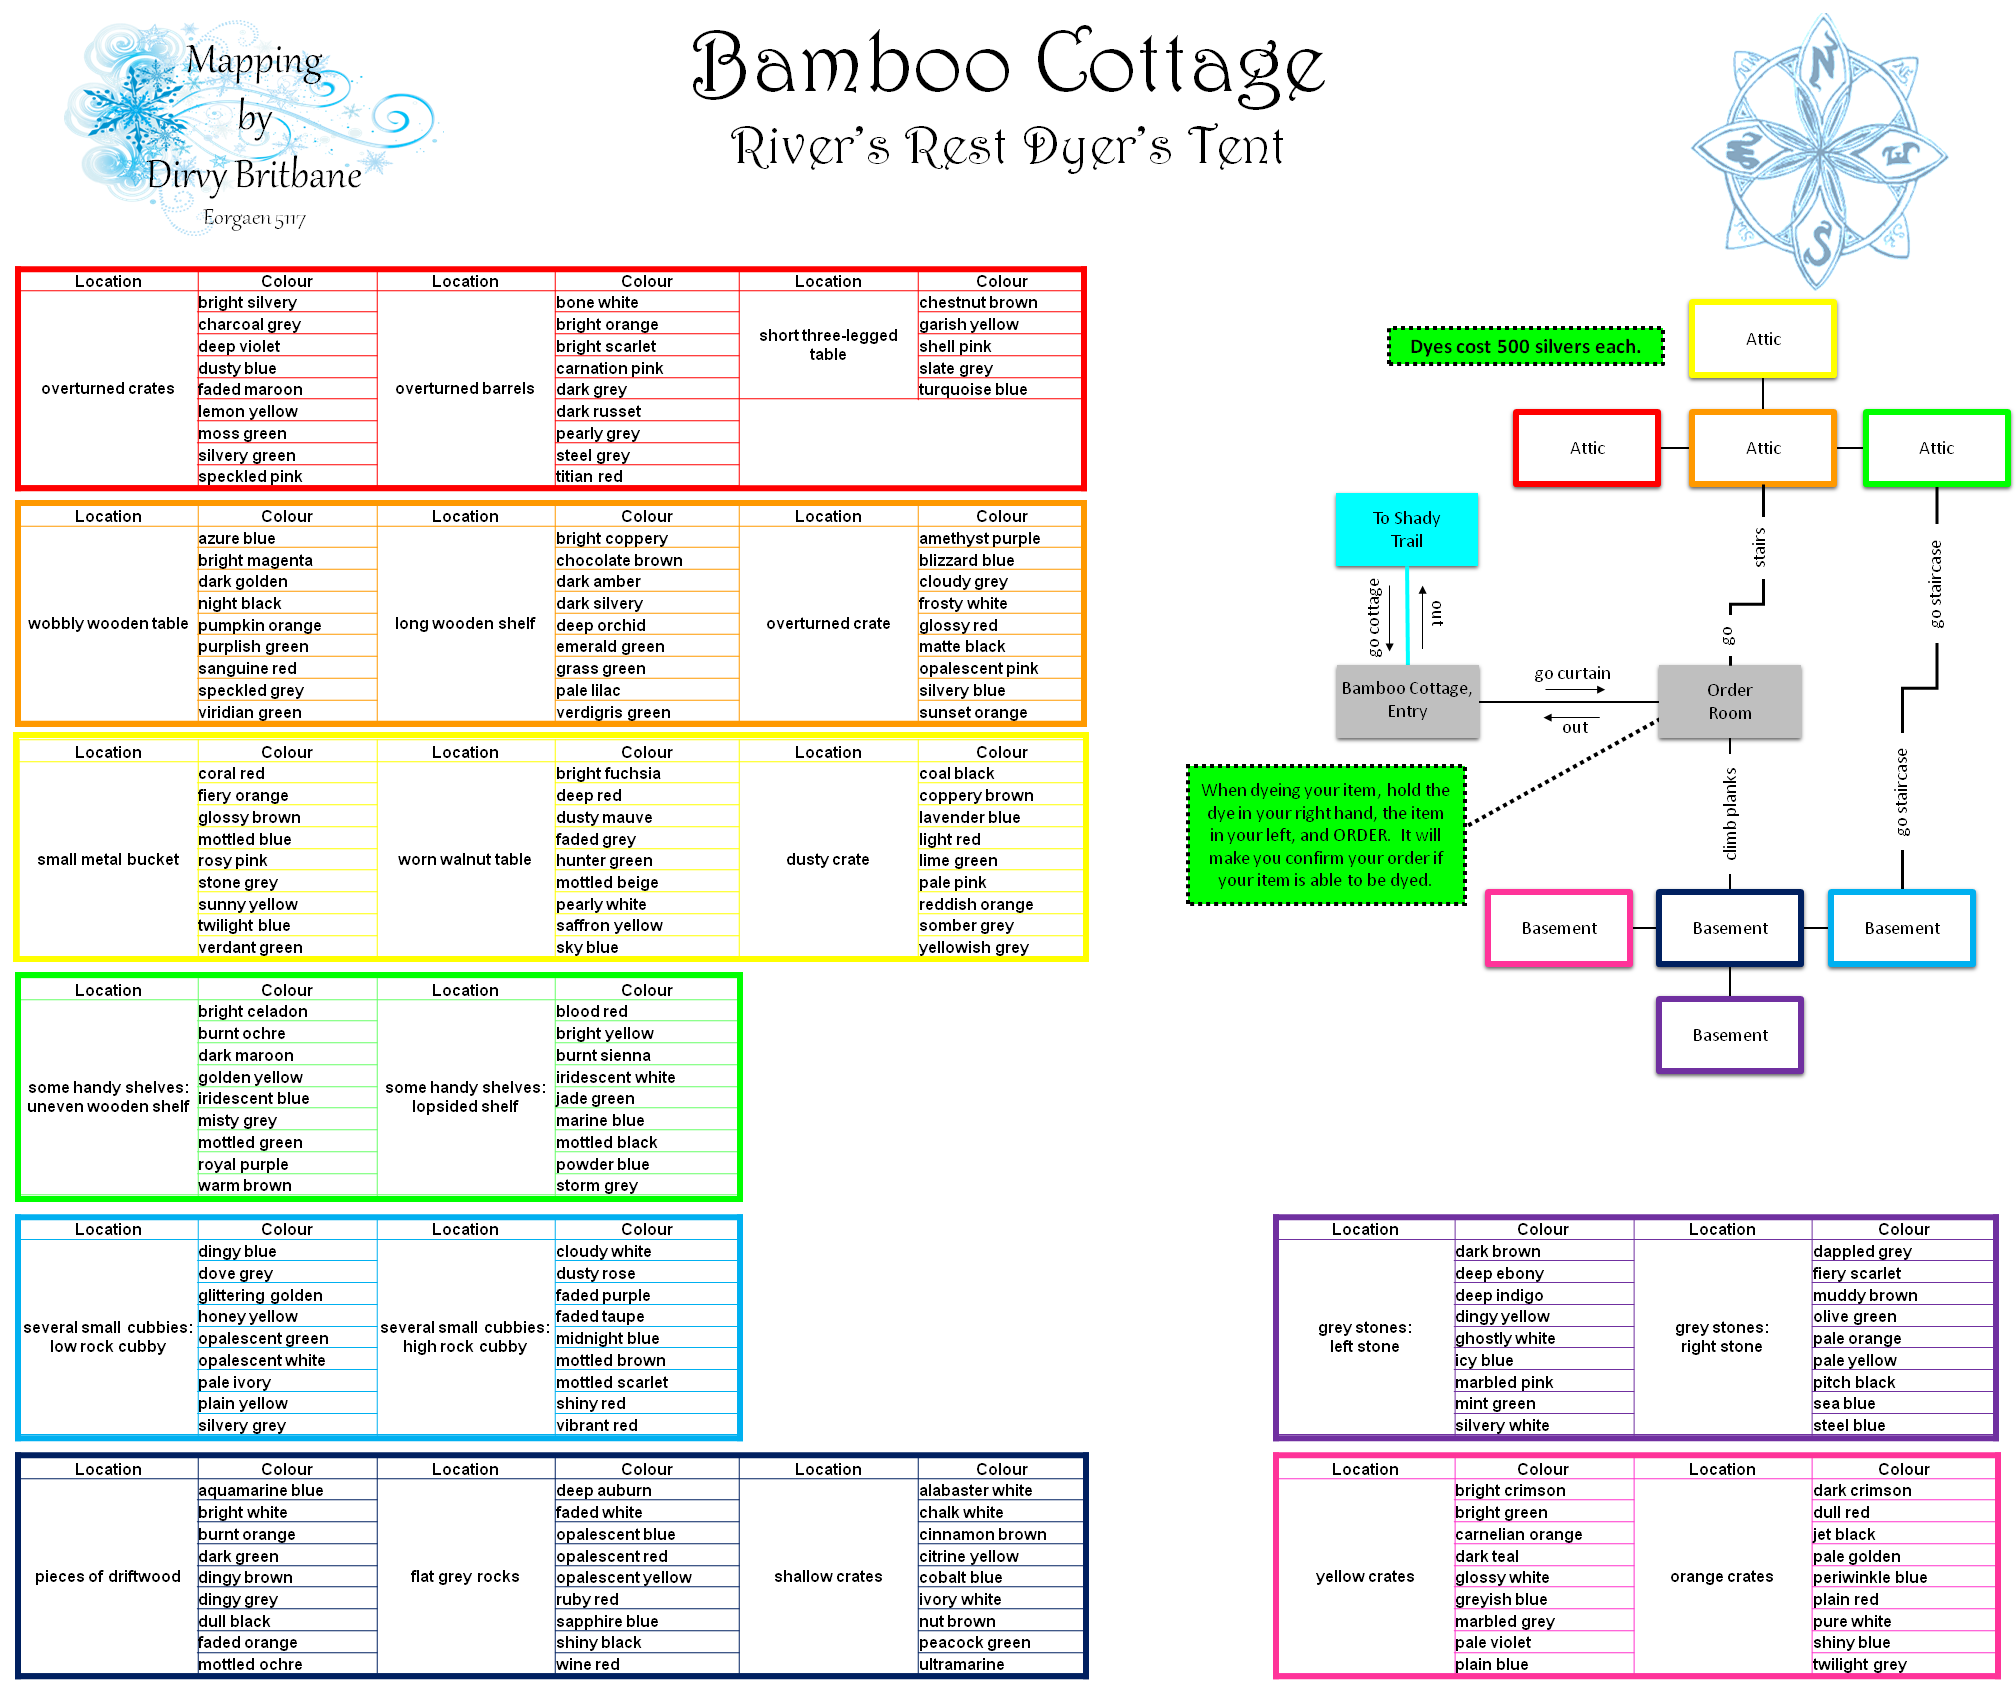 Mapping
by
Dirvy Britbane
Eorgaen 5117
Bamboo Cottage
River's Rest Dyer's Tent
N
E
S
W
Location Colour Location Colour Location Colour
overturned crates
bright silvery
charcoal grey
deep violet
dusty blue
faded maroon
lemon yellow
moss green
silvery green
speckled pink
overturned barrels
bone white
bright orange
bright scarlet
carnation pink
dark grey
dark russet
pearly grey
steel grey
titian red
short three-legged
table
chestnut brown
garish yellow
shell pink
slate grey
turquoise blue
Location Colour Location Colour Location Colour
wobbly wooden table
azure blue
bright magenta
dark golden
night black
pumpkin orange
purplish green
sanguine red
speckled grey
viridian green
long wooden shelf
bright coppery
chocolate brown
dark amber
dark silvery
deep orchid
emerald green
grass green
pale lilac
verdigris green
overturned crate
amethyst purple
blizzard blue
cloudy grey
frosty white
glossy red
matte black
opalescent pink
silvery blue
sunset orange
Location Colour Location Colour Location Colour
small metal bucket
coral red
fiery orange
glossy brown
mottled blue
rosy pink
stone grey
sunny yellow
twilight blue
verdant green
worn walnut table
bright fuchsia
deep red
dusty mauve
faded grey
hunter green
mottled beige
pearly white
saffron yellow
sky blue
dusty crate
coal black
coppery brown
lavender blue
light red
lime green
pale pink
reddish orange
somber grey
yellowish grey
Location Colour Location Colour
some handy shelves:
uneven wooden shelf
bright celadon
burnt ochre
dark maroon
golden yellow
iridescent blue
misty grey
mottled green
royal purple
warm brown
some handy shelves:
lopsided shelf
blood red
bright yellow
burnt sienna
iridescent white
jade green
marine blue
mottled black
powder blue
storm grey
Location Colour Location Colour
several small cubbies:
low rock cubby
dingy blue
dove grey
glittering golden
honey yellow
opalescent green
opalescent white
pale ivory
plain yellow
silvery grey
several small cubbies:
high rock cubby
cloudy white
dusty rose
faded purple
faded taupe
midnight blue
mottled brown
mottled scarlet
shiny red
vibrant red
Location Colour Location Colour Location Colour
pieces of driftwood
aquamarine blue
bright white
burnt orange
dark green
dingy brown
dingy grey
dull black
faded orange
mottled ochre
flat grey rocks
deep auburn
faded white
opalescent blue
opalescent red
opalescent yellow
ruby red
sapphire blue
shiny black
wine red
shallow crates
alabaster white
chalk white
cinnamon brown
citrine yellow
cobalt blue
ivory white
nut brown
peacock green
ultramarine
Dyes cost 500 silvers each.
Attic
Attic
Attic
Attic
To Shady
Trail
go cottage
out
stairs
go
go staircase
Bamboo Cottage,
Entry
go curtain
out
Order
Room
climb planks
go staircase
When dyeing your item, hold the
dye in your right hand, the item
in your left, and ORDER. It will
make you confirm your order if
your item is able to be dyed.
Basement
Basement
Basement
Basement
Location Colour Location Colour
grey stones:
left stone
dark brown
deep ebony
deep indigo
dingy yellow
ghostly white
icy blue
marbled pink
mint green
silvery white
grey stones:
right stone
dappled grey
fiery scarlet
muddy brown
olive green
pale orange
pale yellow
pitch black
sea blue
steel blue
Location Colour Location Colour
yellow crates
bright crimson
bright green
carnelian orange
dark teal
glossy white
greyish blue
marbled grey
pale violet
plain blue
orange crates
dark crimson
dull red
jet black
pale golden
periwinkle blue
plain red
pure white
shiny blue
twilight grey